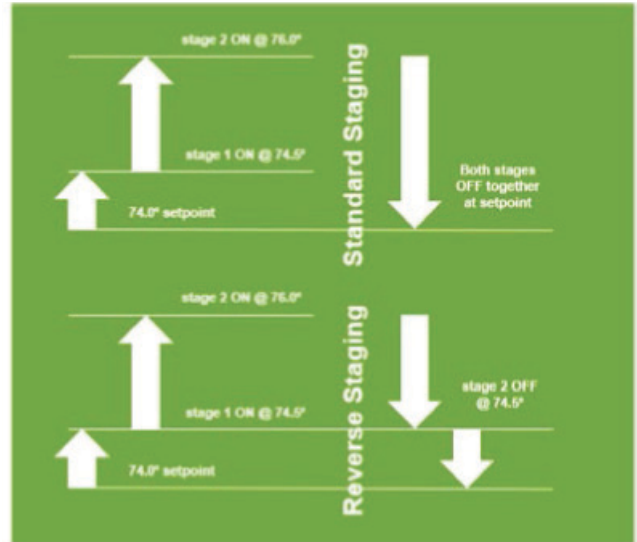 stage 2 ON @ 76.0°
stage 1 ON @ 74.5°
74.0° setpoint
Standard Staging
Both stages
OFF together
at setpoint
stage 2 ON @ 76.0°
stage 1 ON @ 74.5°
74.0° setpoint
Reverse Staging
stage 2 OFF
@ 74.5°